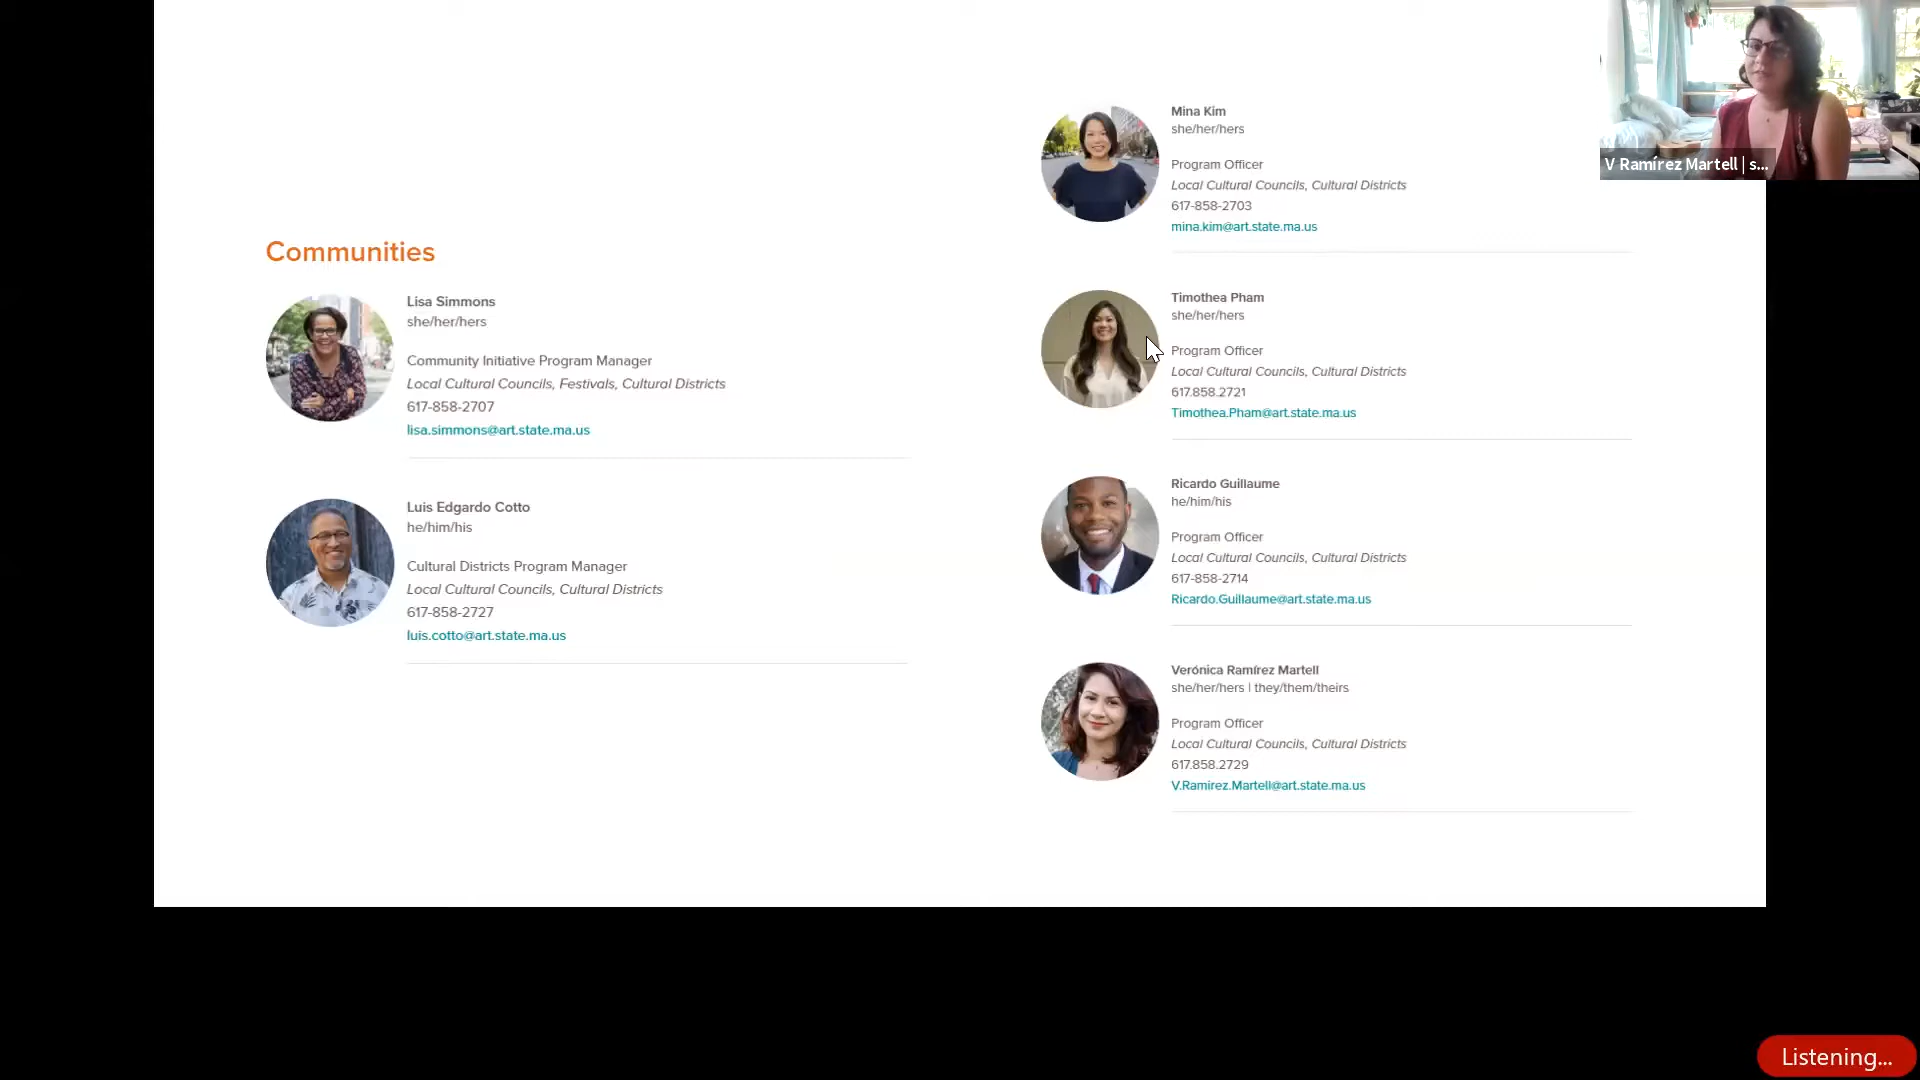 Communities
Lisa Simmons
she/her/hers
Community Initiative Program Manager
Local Cultural Councils, Festivals, Cultural Districts
617-858-2707
lisa.simmons@art.state.ma.us
Luis Edgardo Cotto
he/him/his
Cultural Districts Program Manager
Local Cultural Councils, Cultural Districts
617-858-2727
luis.cotto@art.state.ma.us
Mina Kim
she/her/hers
Program Officer
Local Cultural Councils, Cultural Districts
617-858-2703
mina.kim@art.state.ma.us
Timothea Pham
she/her/hers
Program Officer
Local Cultural Councils, Cultural Districts
617.858.2721
Timothea.Pham@art.state.ma.us
Ricardo Guillaume
he/him/his
Program Officer
Local Cultural Councils, Cultural Districts
617-858-2714
Ricardo.Guillaume@art.state.ma.us
Verónica Ramírez Martell
she/her/hers | they/them/theirs
Program Officer
Local Cultural Councils, Cultural Districts
617.858.2729
V.Ramirez.Martell@art.state.ma.us
V Ramírez Martell | s...
Listening...